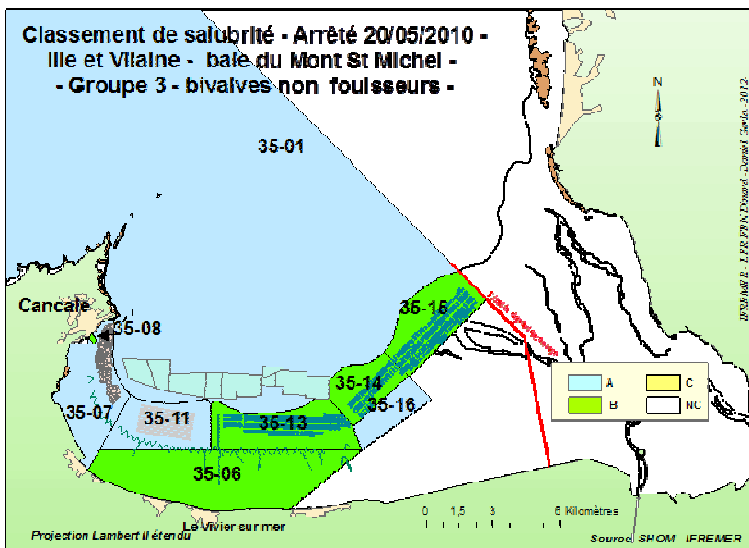 Classement de salubrité - Arrêté 20/05/2010 -
Ille et Vilaine - baie du Mont St Michel -
- Groupe 3 - bivalves non fouisseurs -
35-01
N
Cancale
35-08
35-15
35-14
35-07
35-11
35-13
35-16
35-06
A
C
B
NC
Le Vivier sur mer
0 1,5 3 6 Kilomètres
Projection Lambert II étendu
Source SHOM IFREMER